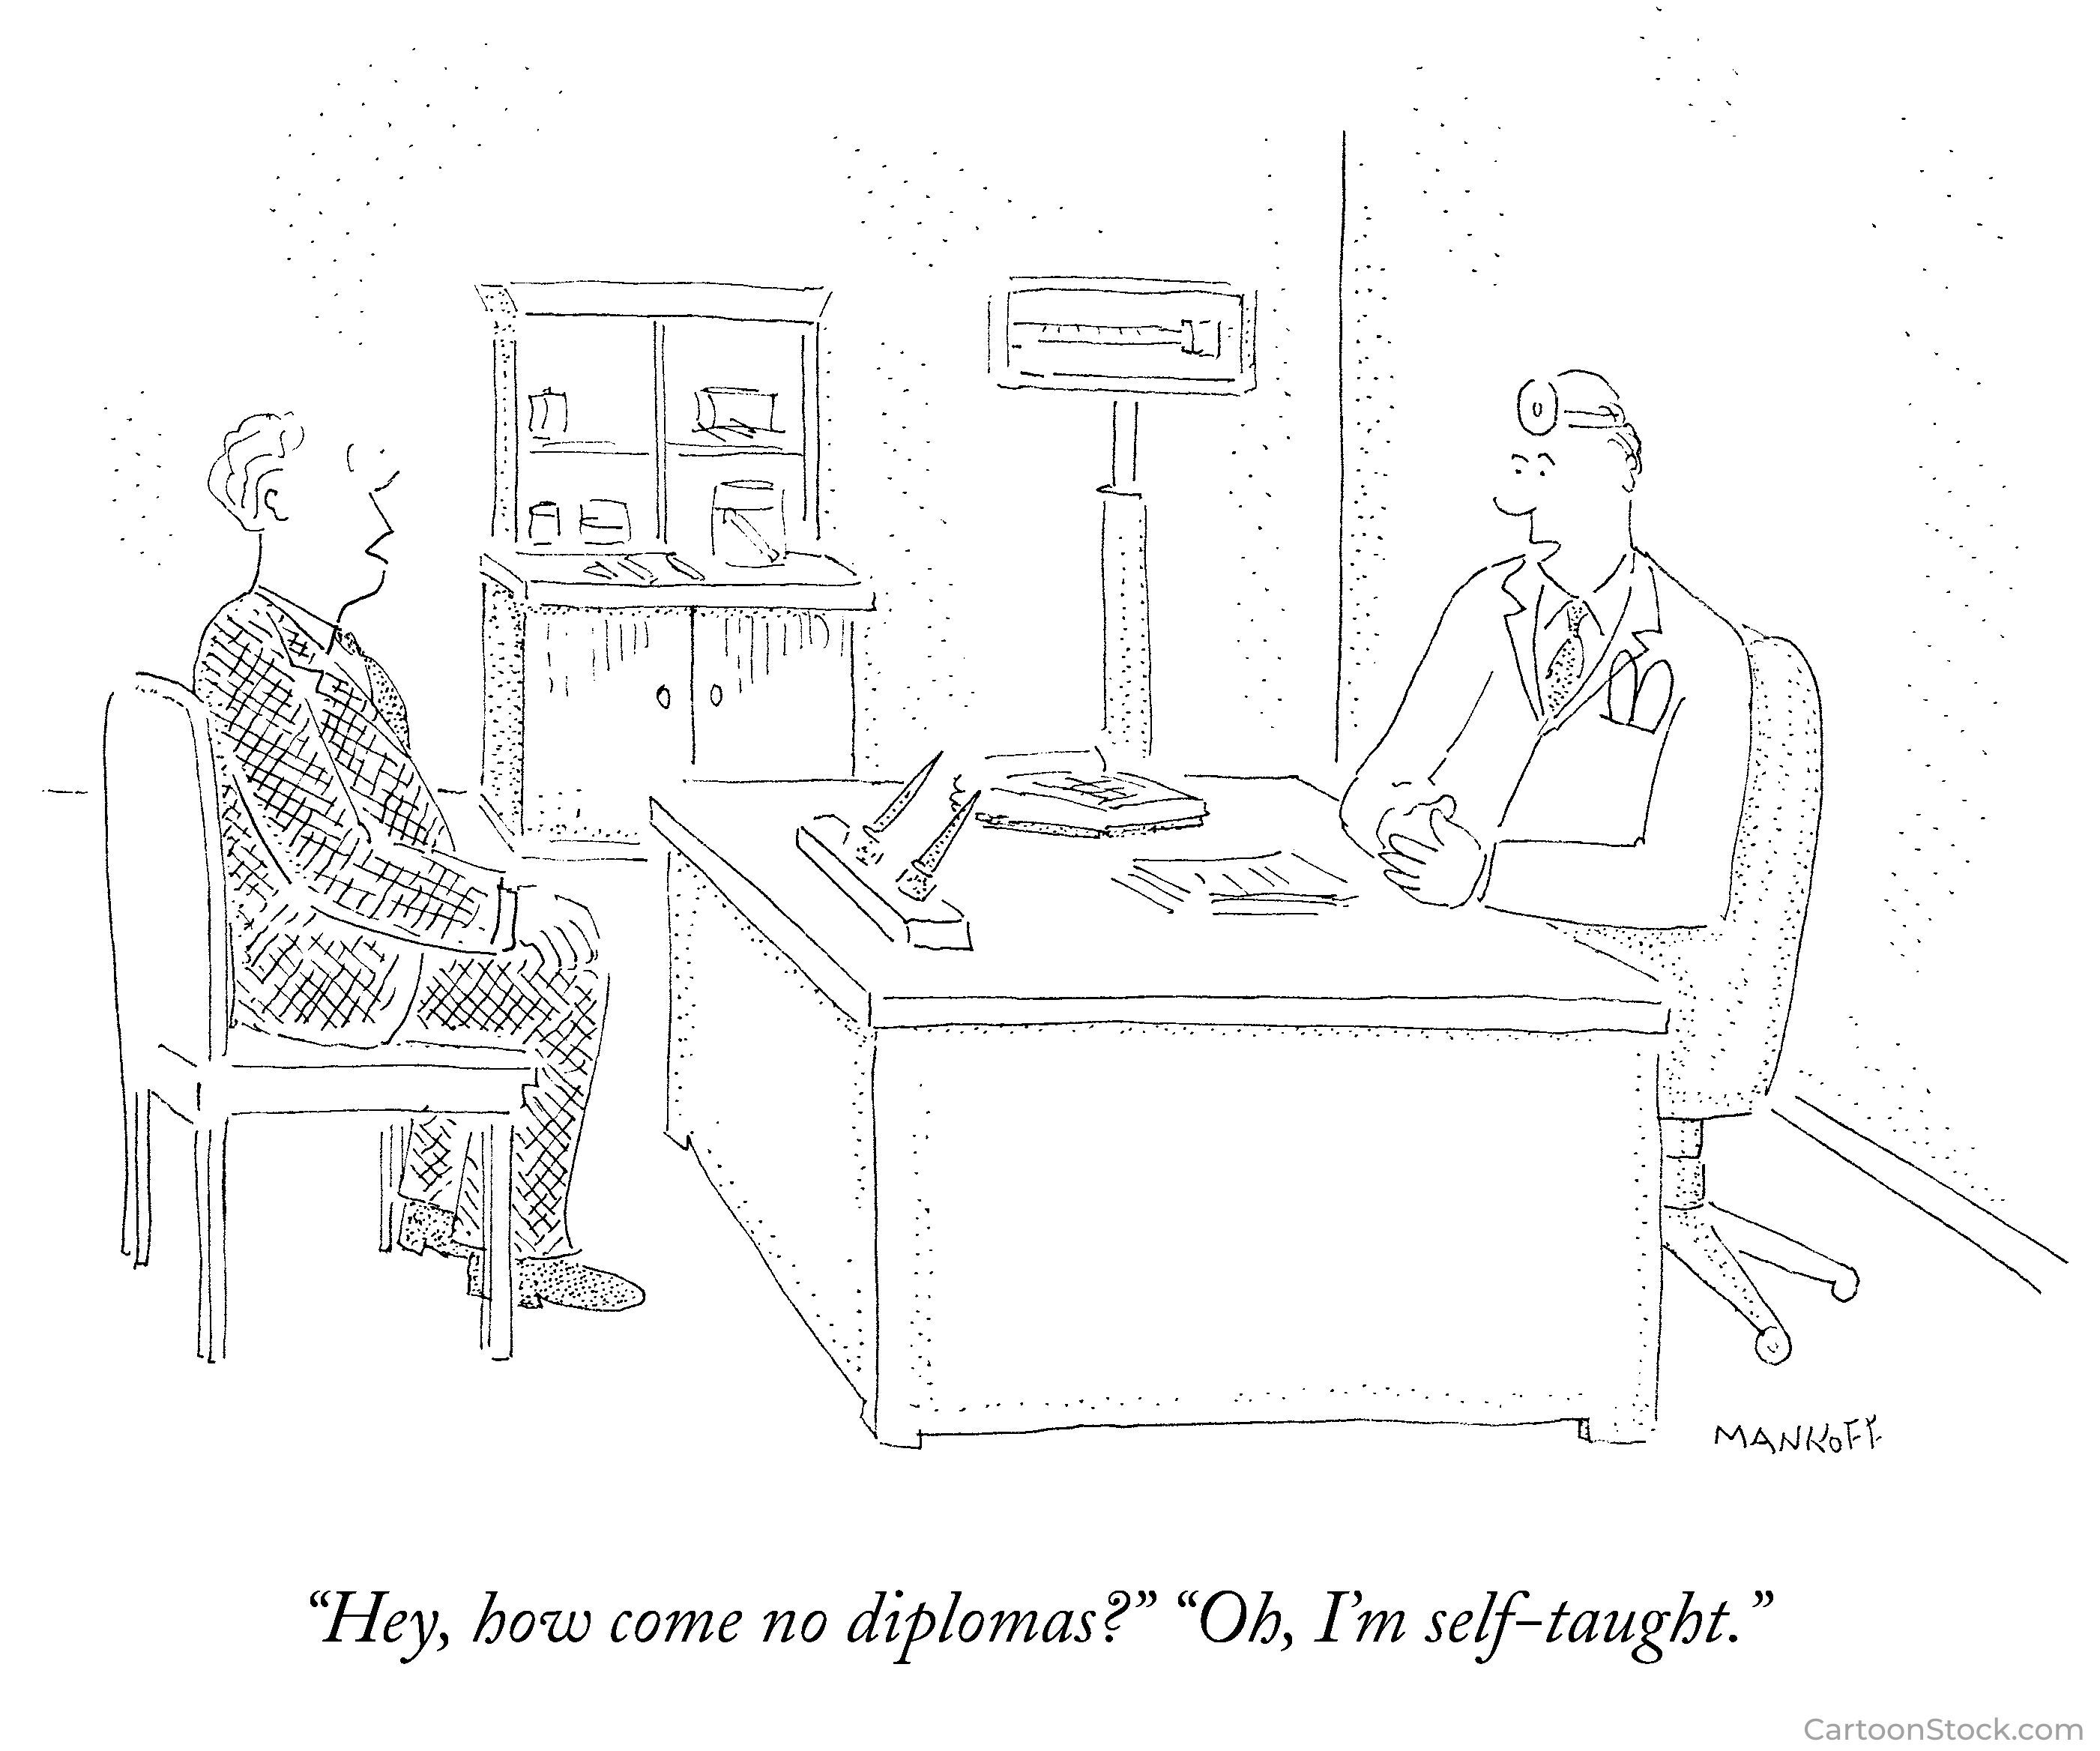 MANKOFF
“Hey, how come no diplomas?” “Oh, I’m self-taught.”
CartoonStock.com